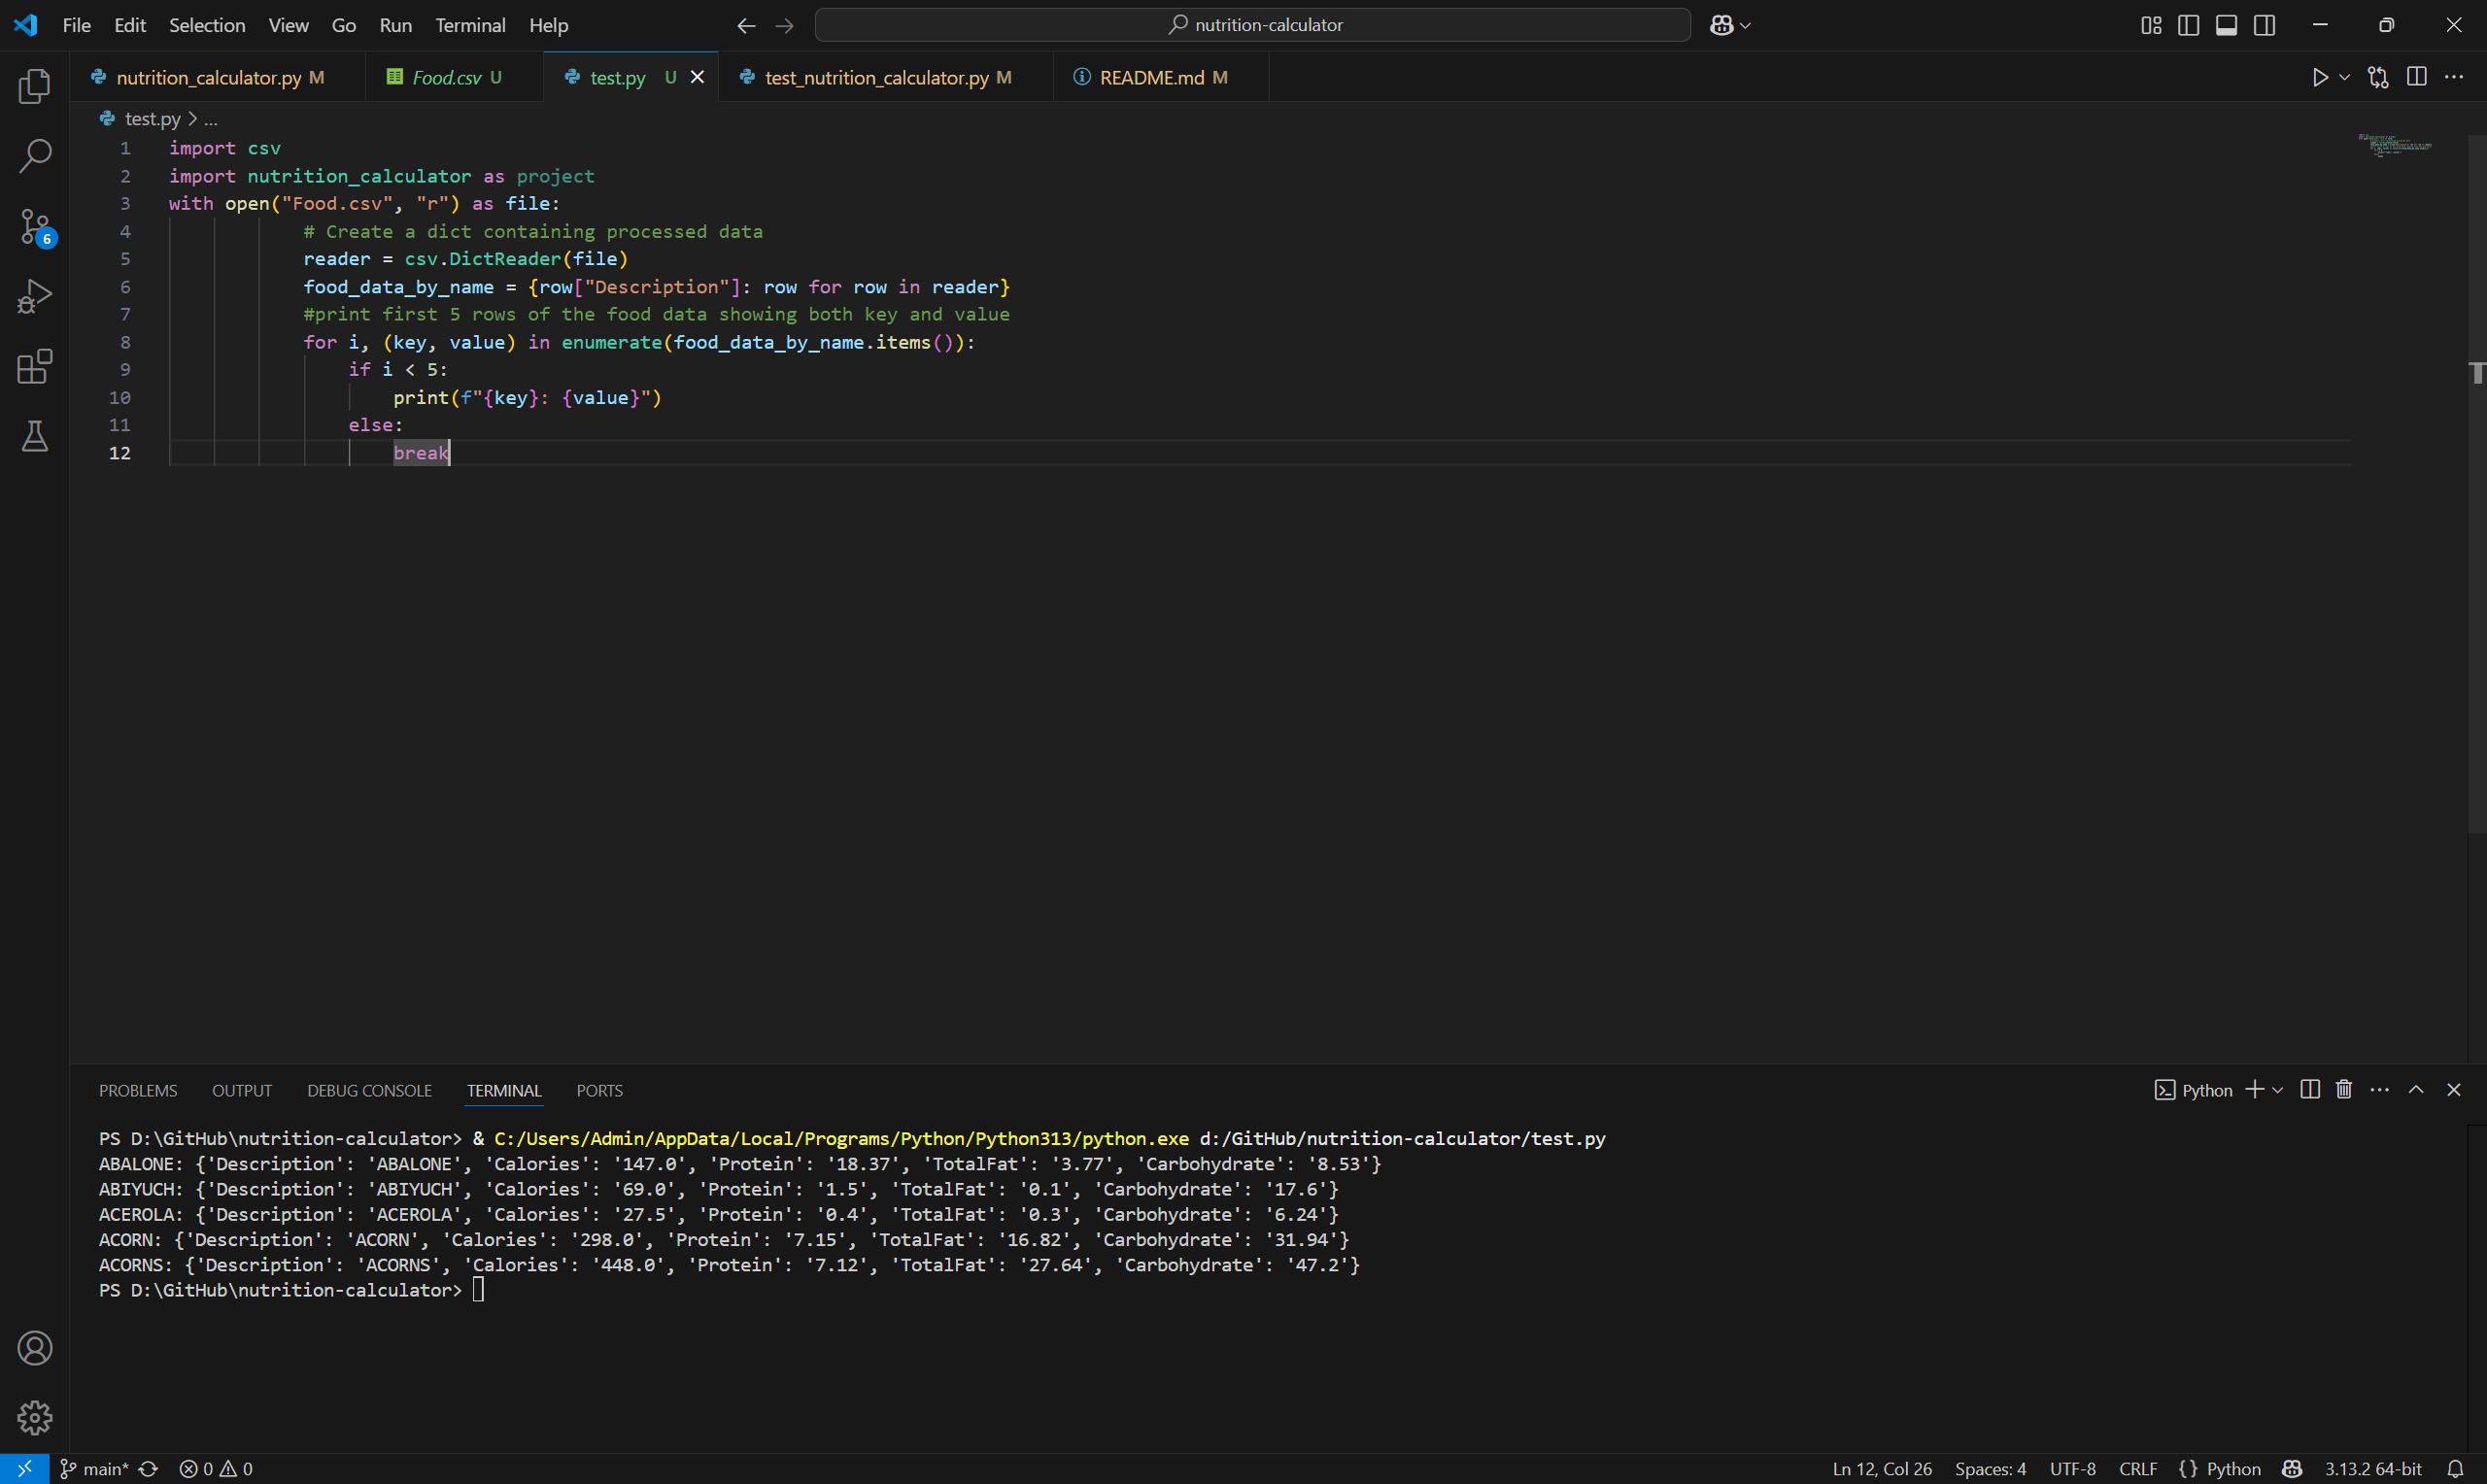 File Edit Selection View Go Run Terminal Help nutrition-calculator
nutrition_calculator.py M Food.csv U test.py U test_nutrition_calculator.py M README.md M
test.py > ...
1 import csv
2 import nutrition_calculator as project
3 with open("Food.csv", "r") as file:
4 # Create a dict containing processed data
5 reader = csv.DictReader(file)
6 food_data_by_name = {row["Description"]: row for row in reader}
7 #print first 5 rows of the food data showing both key and value
8 for i, (key, value) in enumerate(food_data_by_name.items()):
9 if i < 5:
10 print(f"{key}: {value}")
11 else:
12 break
6
PROBLEMS OUTPUT DEBUG CONSOLE TERMINAL PORTS Python
PS D:\GitHub\nutrition-calculator> & C:/Users/Admin/AppData/Local/Programs/Python/Python313/python.exe d:/GitHub/nutrition-calculator/test.py
ABALONE: {'Description': 'ABALONE', 'Calories': '147.0', 'Protein': '18.37', 'TotalFat': '3.77', 'Carbohydrate': '8.53'}
ABIYUCH: {'Description': 'ABIYUCH', 'Calories': '69.0', 'Protein': '1.5', 'TotalFat': '0.1', 'Carbohydrate': '17.6'}
ACEROLA: {'Description': 'ACEROLA', 'Calories': '27.5', 'Protein': '0.4', 'TotalFat': '0.3', 'Carbohydrate': '6.24'}
ACORN: {'Description': 'ACORN', 'Calories': '298.0', 'Protein': '7.15', 'TotalFat': '16.82', 'Carbohydrate': '31.94'}
ACORNS: {'Description': 'ACORNS', 'Calories': '448.0', 'Protein': '7.12', 'TotalFat': '27.64', 'Carbohydrate': '47.2'}
PS D:\GitHub\nutrition-calculator>
main* 0 0 Ln 12, Col 26 Spaces: 4 UTF-8 CRLF {} Python 3.13.2 64-bit